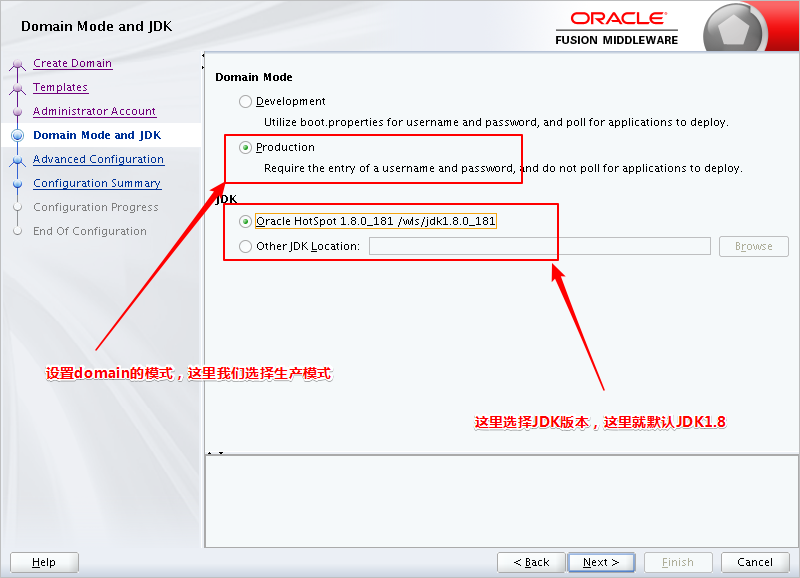 Domain Mode and JDK
ORACLE
FUSION MIDDLEWARE
Create Domain
Templates
Administrator Account
Domain Mode and JDK
Advanced Configuration
Configuration Summary
Configuration Progress
End Of Configuration
Domain Mode
Development
Utilize boot.properties for username and password, and poll for applications to deploy.
Production
Require the entry of a username and password, and do not poll for applications to deploy.
JDK
Oracle HotSpot 1.8.0_181 /wls/jdk1.8.0_181
Other JDK Location:
Browse
设置domain的模式，这里我们选择生产模式
这里选择JDK版本，这里就默认JDK1.8
Help
< Back
Next >
Finish
Cancel